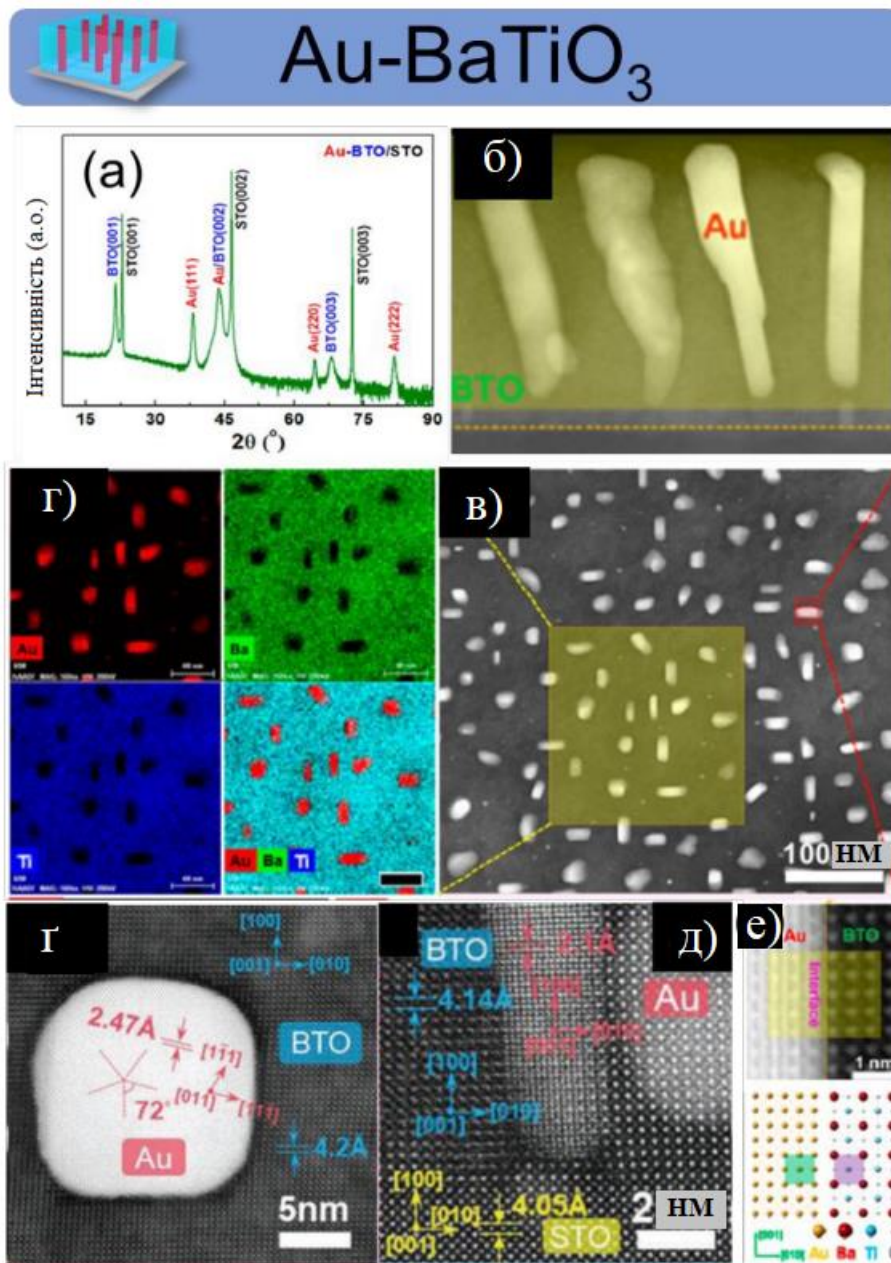 Au-BaTiO3
(а)
Au-BTO/STO
Інтенсивність (а.о.)
BTO(001)
STO(001)
Au(111)
Au/BTO(002)
STO(002)
Au(220)
BTO(003)
STO(003)
Au(222)
15 30 45 60 75 90
2θ (°)
б)
Au
BTO
г)
Au
Ba
Ti
Au Ba Ti
в)
100 нм
ґ
[100]
[001] [010]
2.47Å
[1ī1]
[011]
[111]
72°
BTO
Au
4.2Å
5nm
д)
BTO
2.1Å
4.14Å
Au
[100]
[001] [010]
[100]
[010]
[001]
4.05Å
STO
2 нм
е)
Au BTO
Interface
1 nm
[001]
[010]
Au Ba Ti